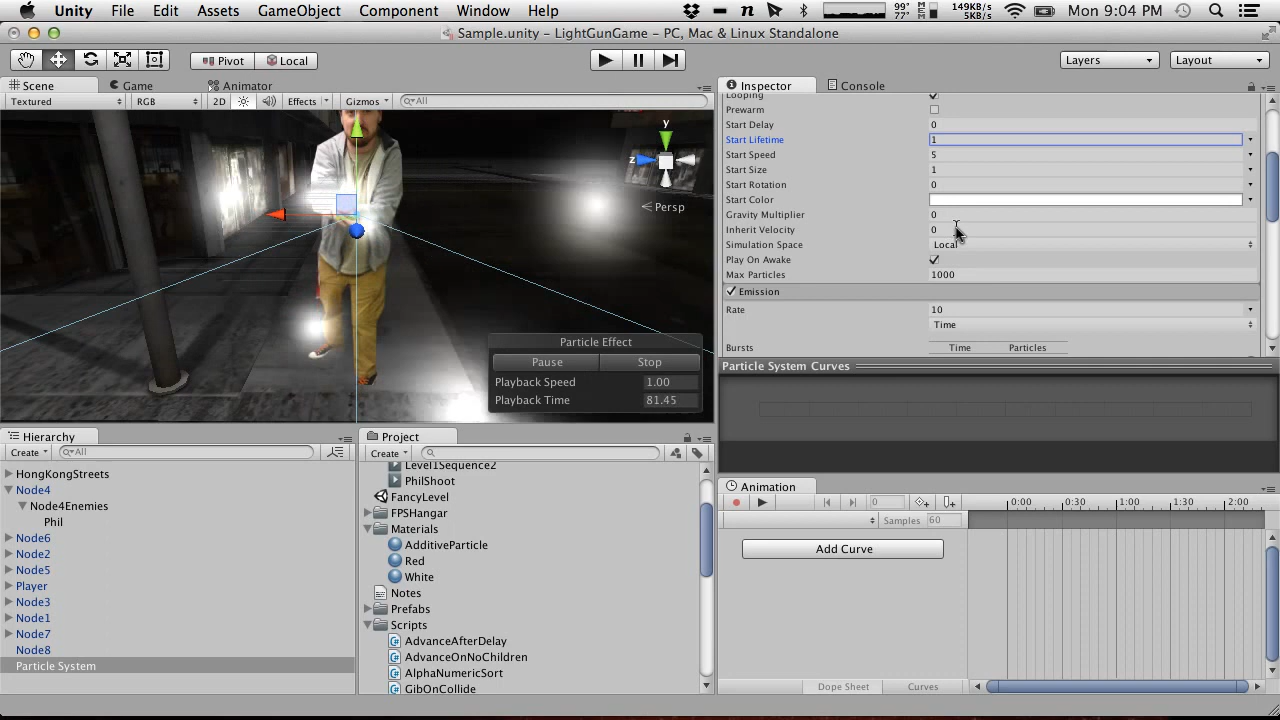 Unity File Edit Assets GameObject Component Window Help 99° 77° 149KB/S 5KB/S Mon 9:04 PM
Sample.unity – LightGunGame – PC, Mac & Linux Standalone
Pivot Local Layers Layout
Scene Game Animator
Textured RGB 2D Effects Gizmos All
y
z
Persp
Particle Effect
Pause Stop
Playback Speed 1.00
Playback Time 81.45
Inspector Console
Looping
Prewarm
Start Delay 0
Start Lifetime 1
Start Speed 5
Start Size 1
Start Rotation 0
Start Color
Gravity Multiplier 0
Inherit Velocity 0
Simulation Space Local
Play On Awake
Max Particles 1000
Emission
Rate 10
Time
Bursts Time Particles
Particle System Curves
Hierarchy
Create All
HongKongStreets
Node4
Node4Enemies
Phil
Node6
Node2
Node5
Player
Node3
Node1
Node7
Node8
Particle System
Project
Create
Level1Sequence2
PhilShoot
FancyLevel
FPSHangar
Materials
AdditiveParticle
Red
White
Notes
Prefabs
Scripts
AdvanceAfterDelay
AdvanceOnNoChildren
AlphaNumericSort
GibOnCollide
Animation
0 0:00 0:30 1:00 1:30 2:00
Samples 60
Add Curve
Dope Sheet Curves